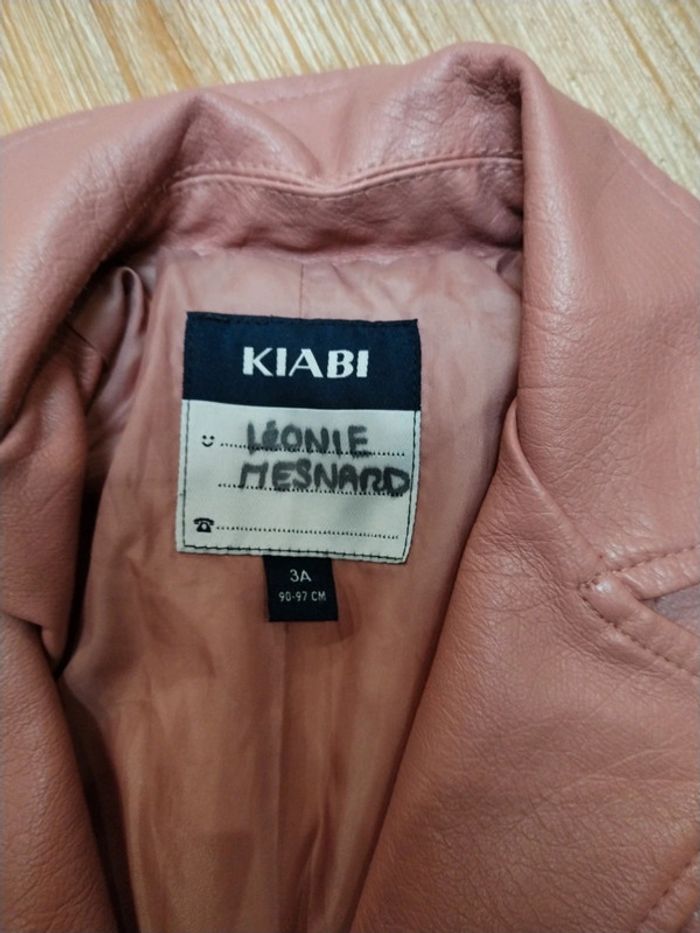 KIABI
LÉONIE
MESNARD
3A
90-97 CM